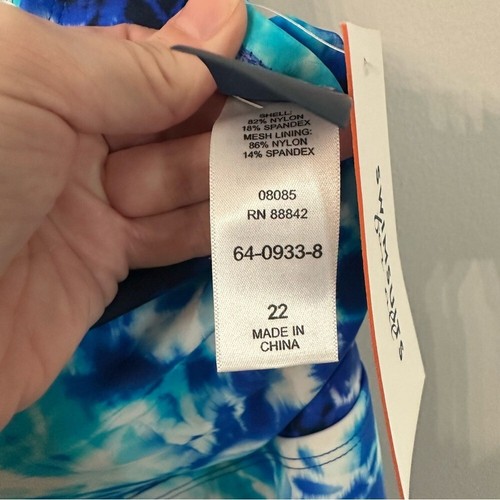 SHELL:
82% NYLON
18% SPANDEX
MESH LINING:
86% NYLON
14% SPANDEX
08085
RN 88842
64-0933-8
22
MADE IN
CHINA